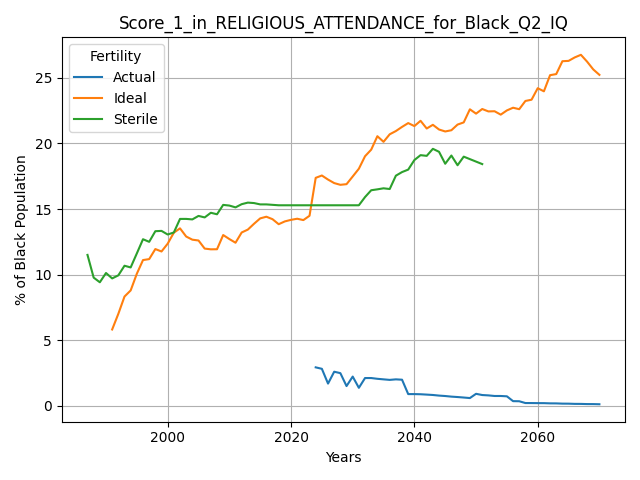 Score_1_in_RELIGIOUS_ATTENDANCE_for_Black_Q2_IQ
Fertility
Actual
Ideal
Sterile
% of Black Population
25
20
15
10
5
0
2000
2020
2040
2060
Years